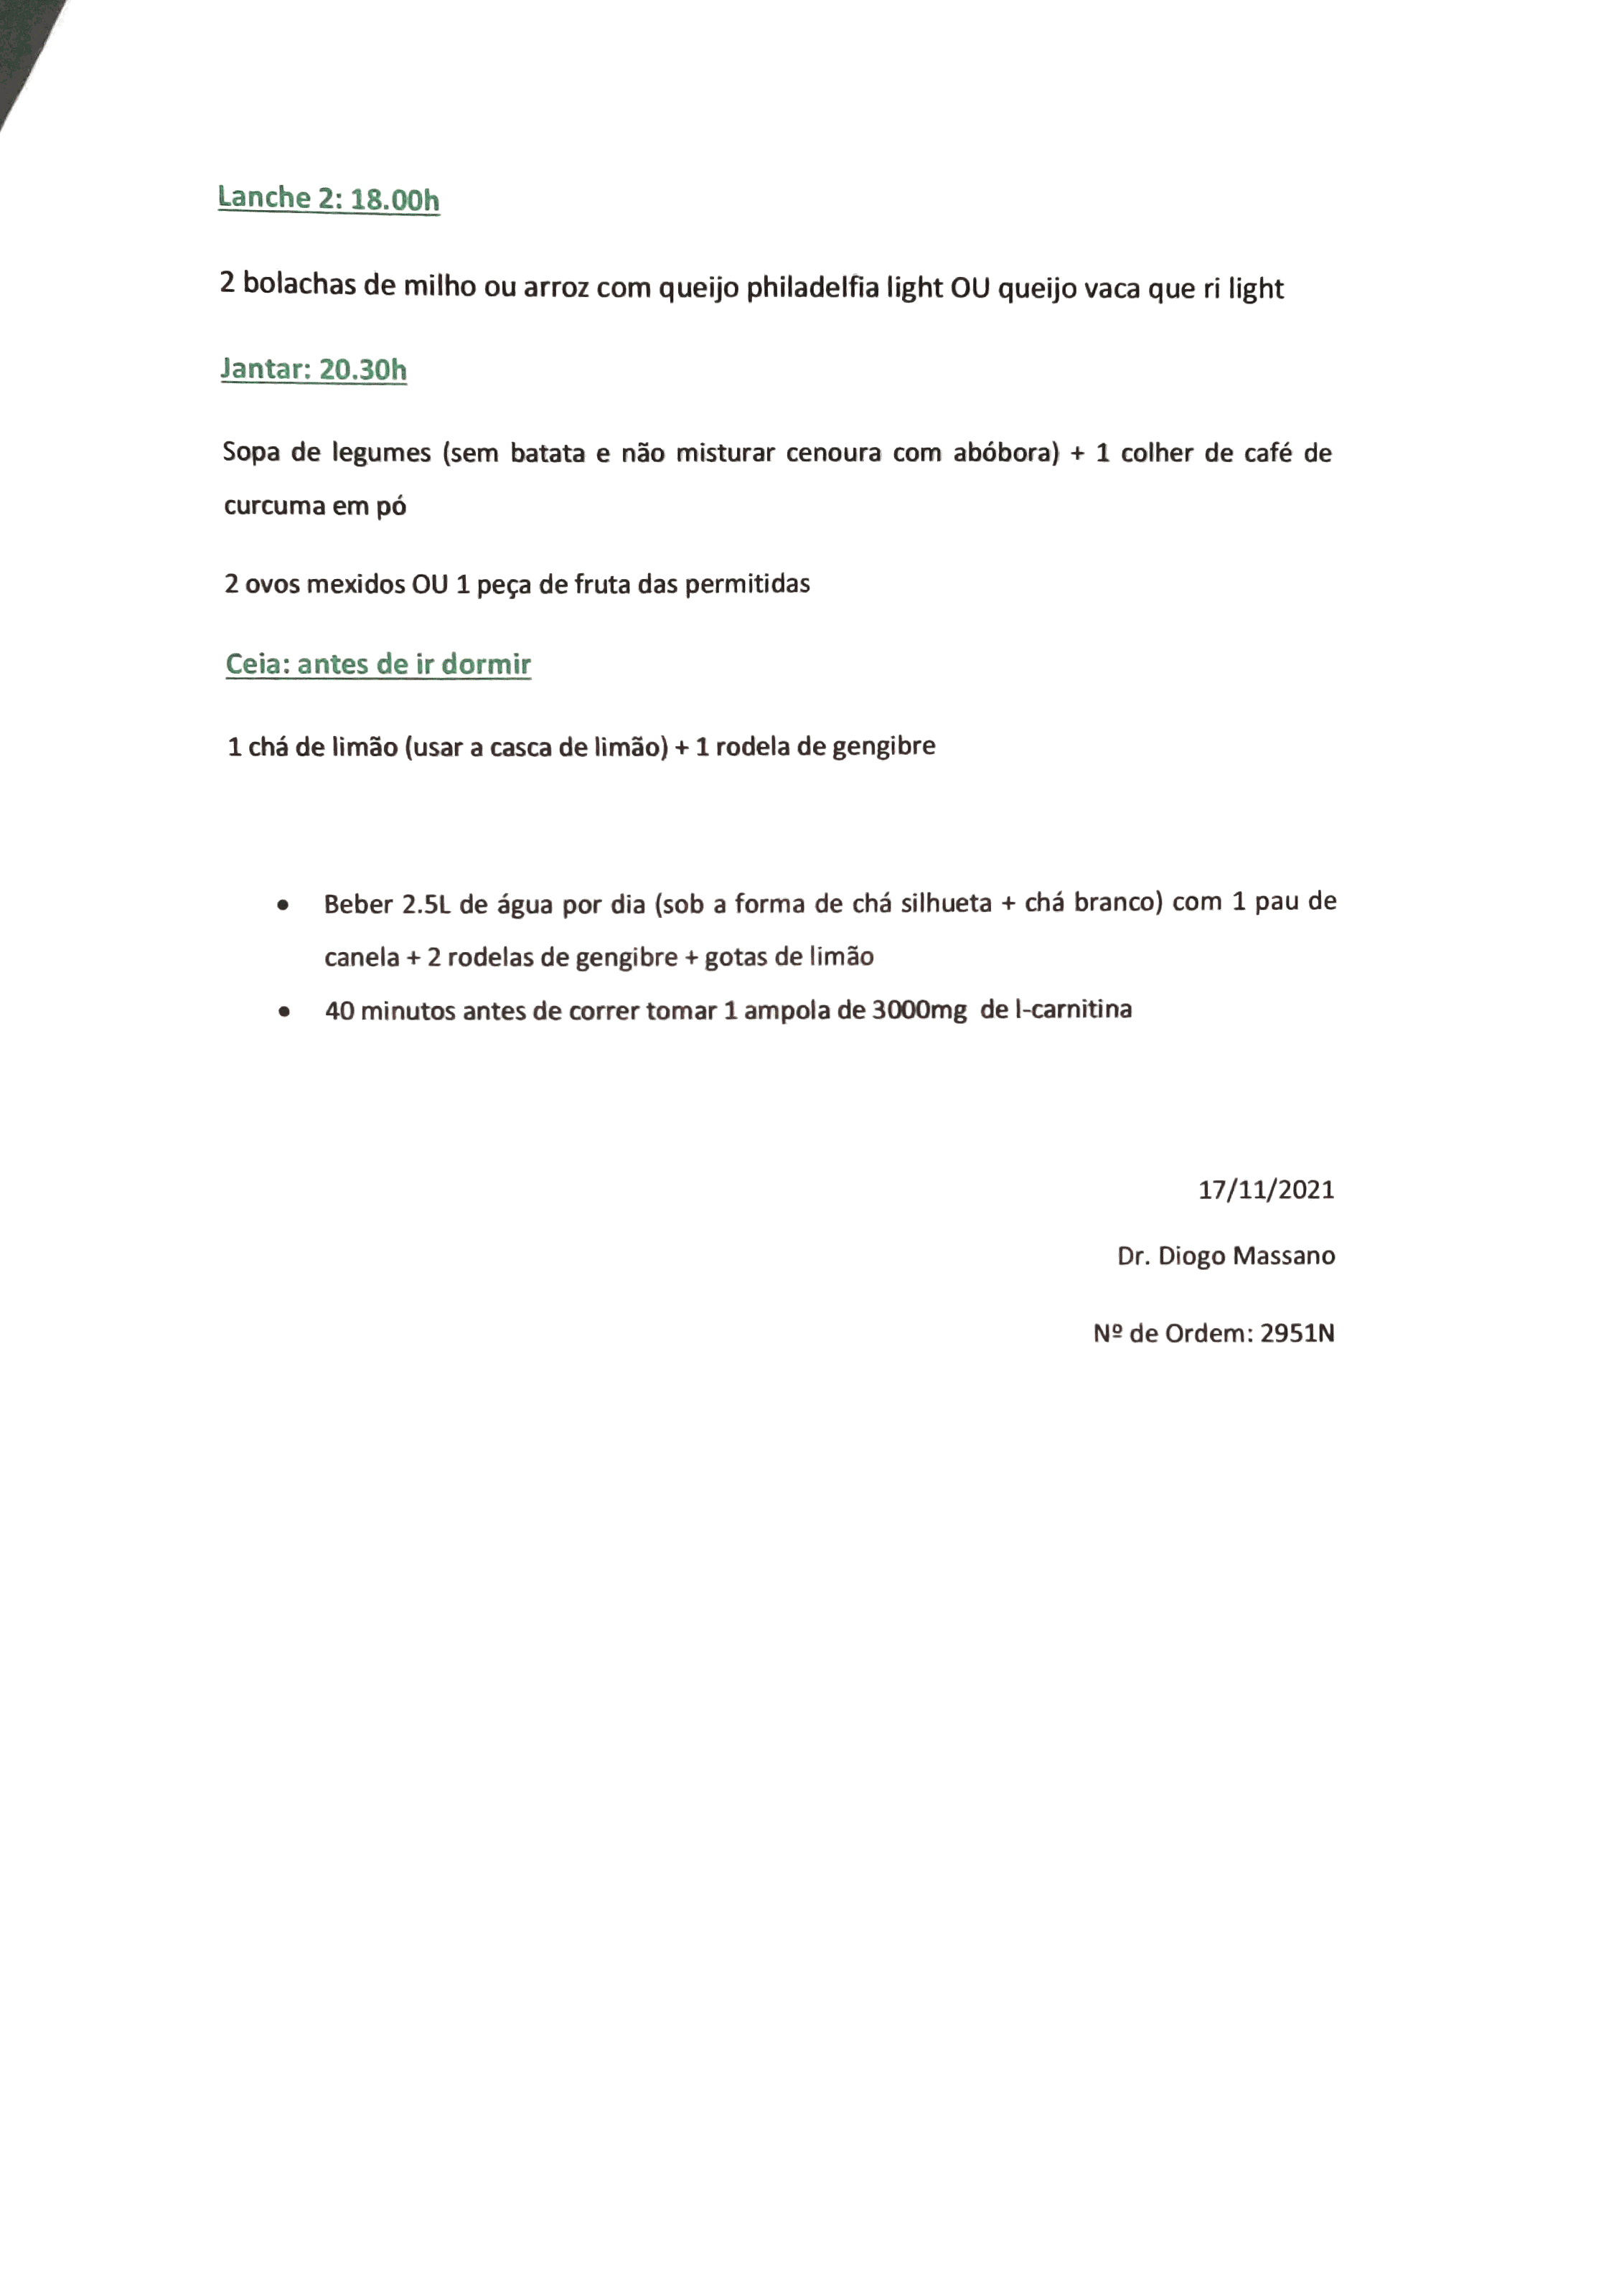 Lanche 2: 18.00h
2 bolachas de milho ou arroz com queijo philadelfia light OU queijo vaca que ri light
Jantar: 20.30h
Sopa de legumes (sem batata e não misturar cenoura com abóbora) + 1 colher de café de
curcuma em pó
2 ovos mexidos OU 1 peça de fruta das permitidas
Ceia: antes de ir dormir
1 chá de limão (usar a casca de limão) + 1 rodela de gengibre
• Beber 2.5L de água por dia (sob a forma de chá silhueta + chá branco) com 1 pau de
canela + 2 rodelas de gengibre + gotas de limão
• 40 minutos antes de correr tomar 1 ampola de 3000mg de l-carnitina
17/11/2021
Dr. Diogo Massano
Nº de Ordem: 2951N